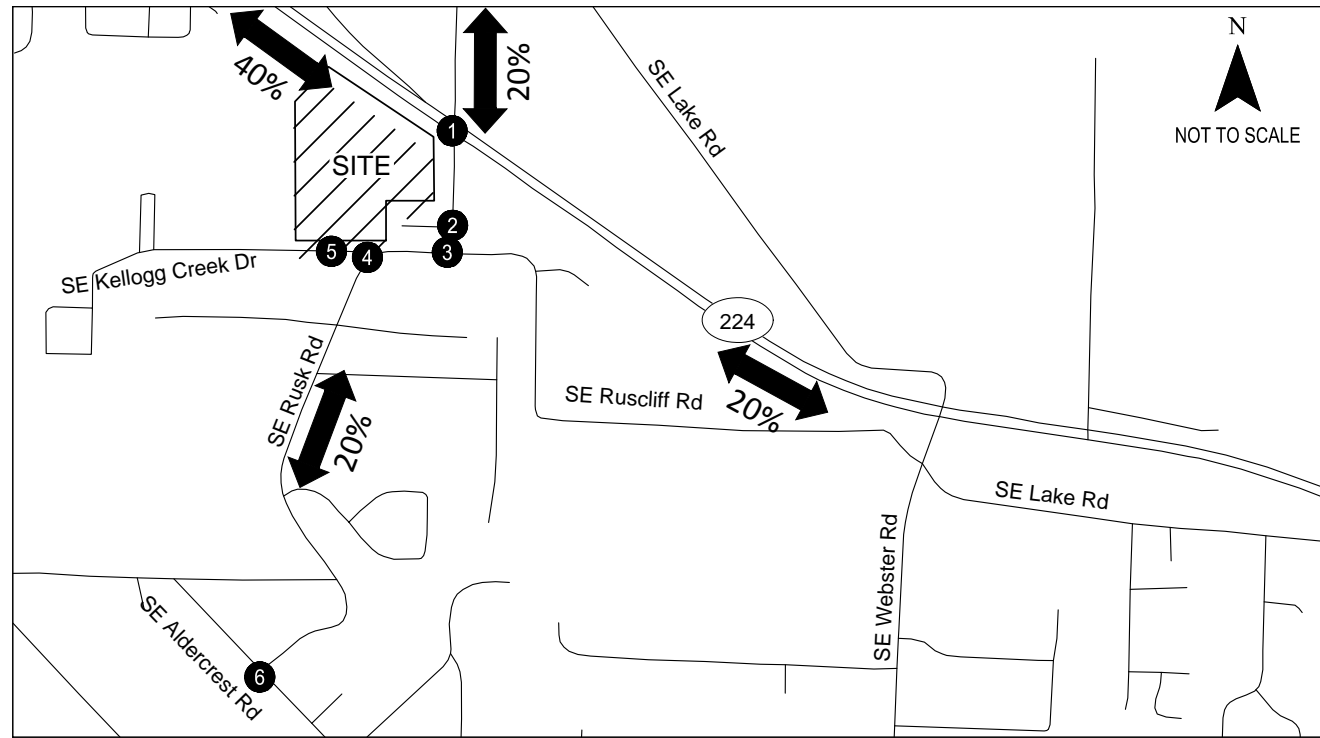 N
NOT TO SCALE
40%
20%
SE Lake Rd
1
SITE
2
5
4
3
SE Kellogg Creek Dr
224
SE Rusk Rd
SE Ruscliff Rd
20%
20%
SE Lake Rd
SE Webster Rd
SE Aldercrest Rd
6